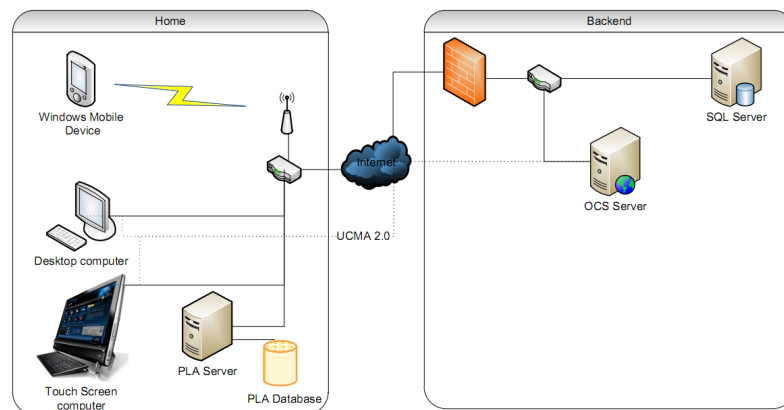 Home
Backend
Windows Mobile
Device
SQL Server
Internet
OCS Server
UCMA 2.0
Desktop computer
PLA Server
Touch Screen
computer
PLA Database